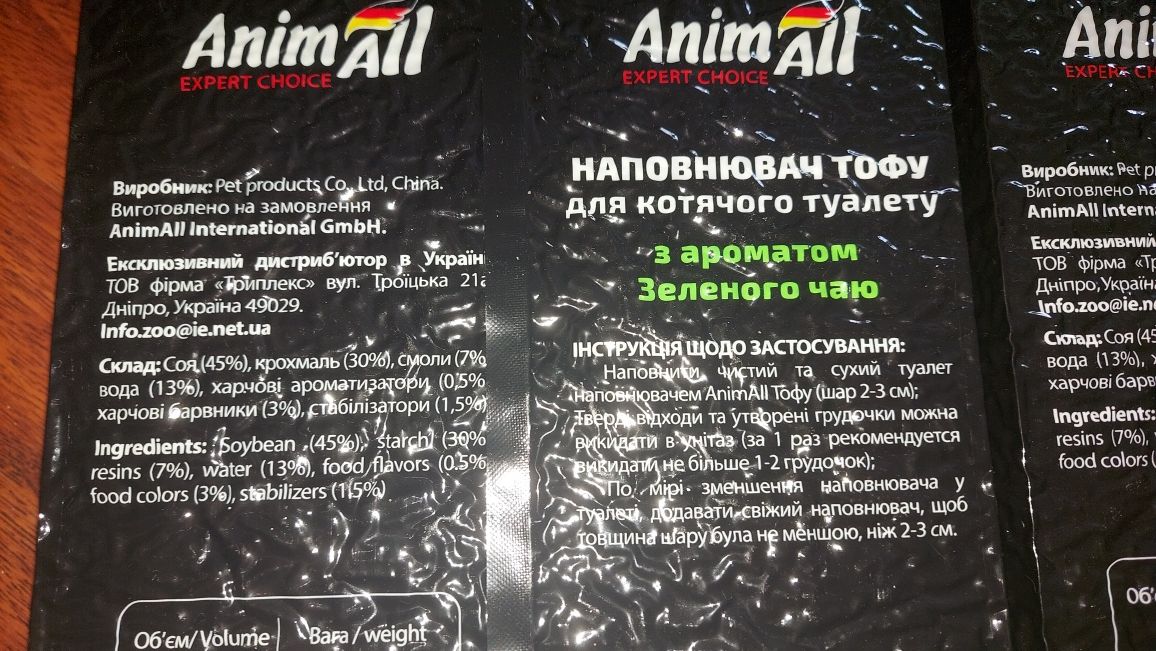 AnimAll
EXPERT CHOICE
Виробник: Pet products Co., Ltd, China.
Виготовлено на замовлення
AnimAll International GmbH.
Ексклюзивний дистриб'ютор в Україн
ТОВ фірма «Триплекс» вул. Троїцька 21а
Дніпро, Україна 49029.
Info.zoo@ie.net.ua
Склад: Соя (45%), крохмаль (30%), смоли (7%
вода (13%), харчові ароматизатори (0,5%
харчові барвники (3%), стабілізатори (1,5%)
Ingredients: Soybean (45%), starch (30%
resins (7%), water (13%), food flavors (0.5%
food colors (3%), stabilizers (1,5%)
Об'єм/ Volume
Вага / weight
AnimAll
EXPERT CHOICE
НАПОВНЮВАЧ ТОФУ
для котячого туалету
з ароматом
Зеленого чаю
ІНСТРУКЦІЯ ЩОДО ЗАСТОСУВАННЯ:
Наповнити чистий та сухий туалет
наповнювачем AnimAll Тофу (шар 2-3 см);
Тверді відходи та утворені грудочки можна
викидати в унітаз (за 1 раз рекомендуется
викидати не більше 1-2 грудочок);
По мірі зменшення наповнювача у
туалеті, додавати свіжий наповнювач, щоб
товщина шару була не меншою, ніж 2-3 см.
Ani
EXPERT C
Виробник: Pet p
Виготовлено на
AnimAll Intern
Ексклюзивний
ТОВ фірма «Тр
Дніпро, Україна
Info.zoo@ie.ne
Склад: Соя (45
вода (13%), х
харчові барв
Ingredients:
resins (7%),
food colors (
Об'